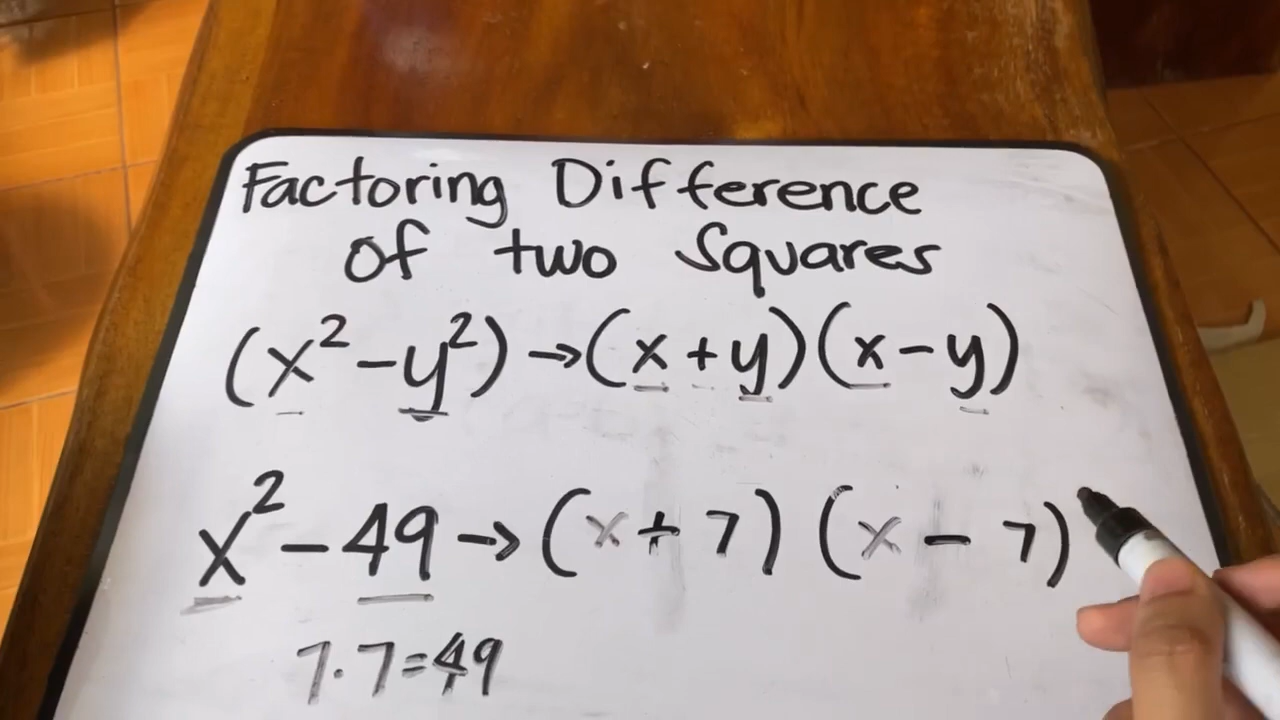 Factoring Difference
of two Squares
(x² - y²) → (x + y)(x - y)
x² - 49 → (x + 7) (x - 7)
7 · 7 = 49